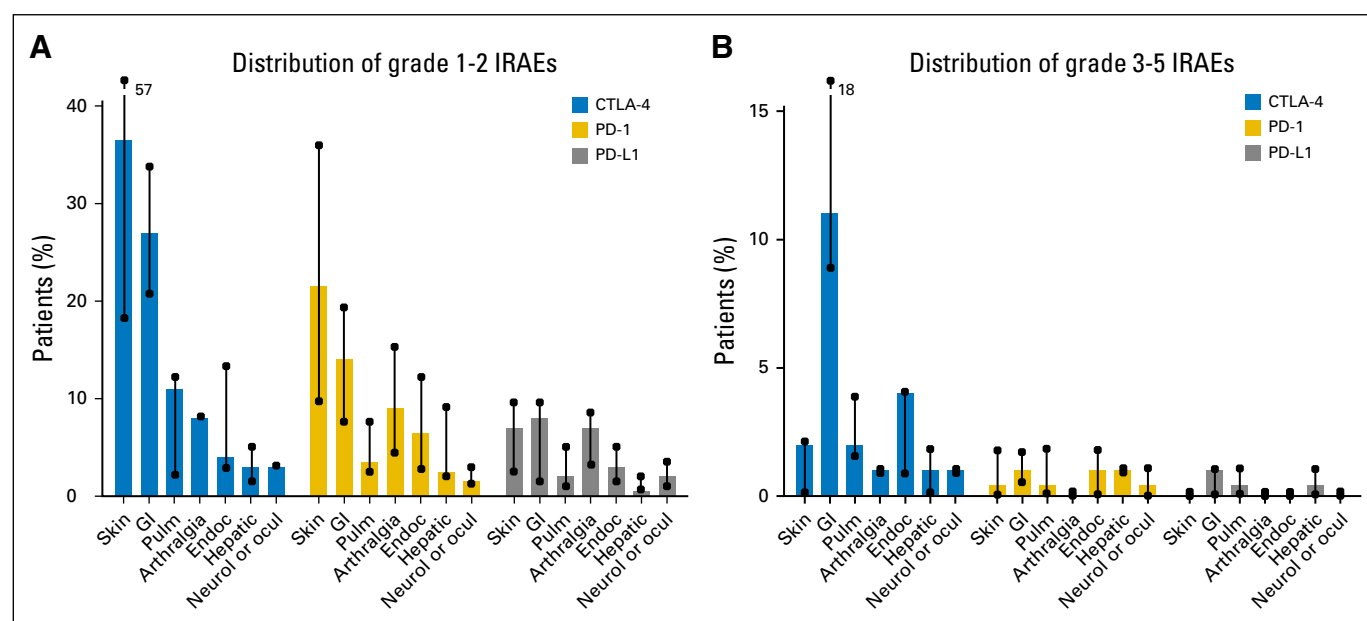 A
Distribution of grade 1-2 IRAEs
57
CTLA-4
PD-1
PD-L1
Patients (%)
40
30
20
10
0
Skin
GI
Pulm
Arthralgia
Endoc
Hepatic
Neurol or ocul
Skin
GI
Pulm
Arthralgia
Endoc
Hepatic
Neurol or ocul
Skin
GI
Pulm
Arthralgia
Endoc
Hepatic
Neurol or ocul
B
Distribution of grade 3-5 IRAEs
18
CTLA-4
PD-1
PD-L1
Patients (%)
15
10
5
0
Skin
GI
Pulm
Arthralgia
Endoc
Hepatic
Neurol or ocul
Skin
GI
Pulm
Arthralgia
Endoc
Hepatic
Neurol or ocul
Skin
GI
Pulm
Arthralgia
Endoc
Hepatic
Neurol or ocul